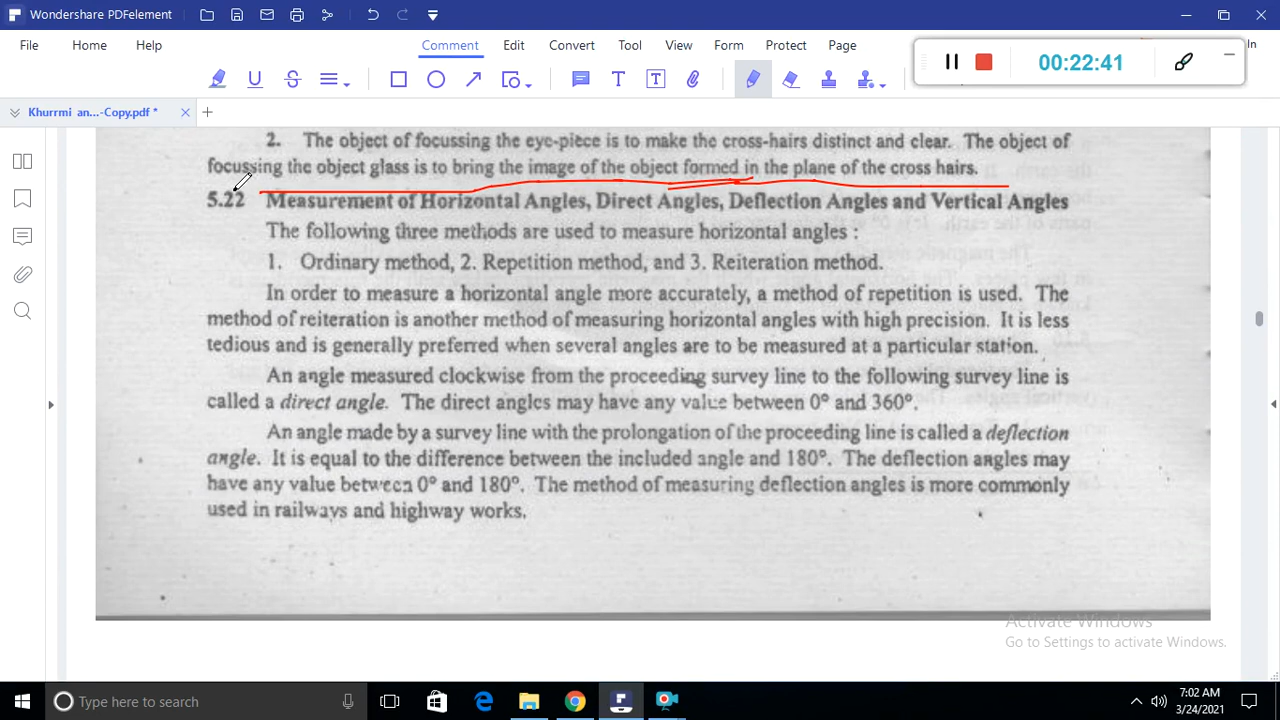 Wondershare PDFelement
File Home Help Comment Edit Convert Tool View Form Protect Page
00:22:41
In
Khurrmi an...-Copy.pdf *
2. The object of focussing the eye-piece is to make the cross-hairs distinct and clear. The object of
focussing the object glass is to bring the image of the object formed in the plane of the cross hairs.
5.22 Measurement of Horizontal Angles, Direct Angles, Deflection Angles and Vertical Angles
The following three methods are used to measure horizontal angles :
1. Ordinary method, 2. Repetition method, and 3. Reiteration method.
In order to measure a horizontal angle more accurately, a method of repetition is used. The
method of reiteration is another method of measuring horizontal angles with high precision. It is less
tedious and is generally preferred when several angles are to be measured at a particular station.
An angle measured clockwise from the proceeding survey line to the following survey line is
called a direct angle. The direct angles may have any value between 0° and 360°.
An angle made by a survey line with the prolongation of the proceeding line is called a deflection
angle. It is equal to the difference between the included angle and 180°. The deflection angles may
have any value between 0° and 180°. The method of measuring deflection angles is more commonly
used in railways and highway works.
Activate Windows
Go to Settings to activate Windows.
Type here to search
7:02 AM
3/24/2021